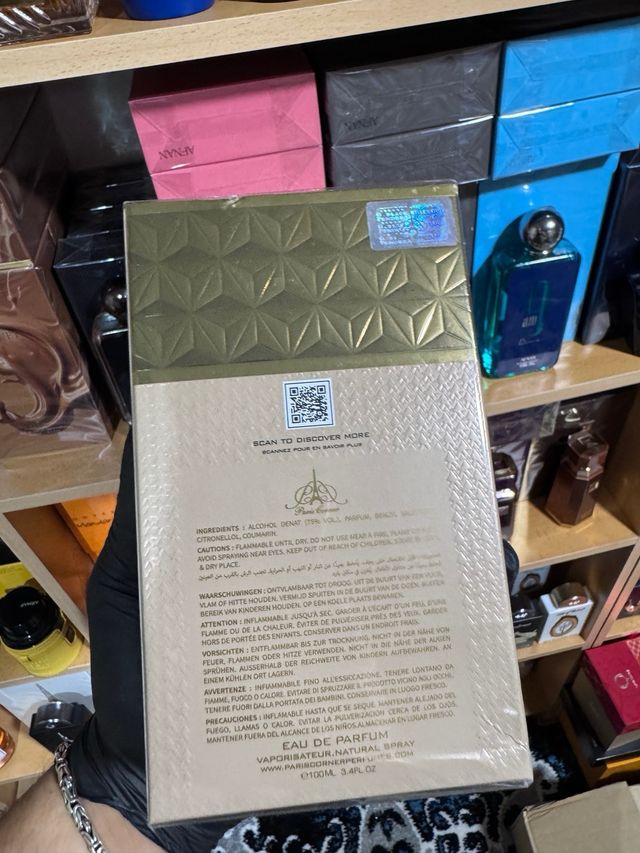 AFNAN
SCAN TO DISCOVER MORE
SCANNEZ POUR EN SAVOIR PLUS
Paris Corner
INGREDIENTS : ALCOHOL DENAT (75% VOL), PARFUM, BENZYL
CITRONELLOL, COUMARIN.
CAUTIONS : FLAMMABLE UNTIL DRY. DO NOT USE NEAR A FIRE, FLAME OR
AVOID SPRAYING NEAR EYES. KEEP OUT OF REACH OF CHILDREN.
& DRY PLACE.
WAARSCHUWINGEN : ONTVLAMBAAR TOT DROOG. UIT DE BUURT VAN EEN VUUR,
VLAM OF HITTE HOUDEN. VERMIJD SPUITEN IN DE BUURT VAN DE OGEN. BUITEN
BEREIK VAN KINDEREN HOUDEN. OP EEN KOELE PLAATS BEWAREN.
ATTENTION : INFLAMMABLE JUSQU'À SEC. GARDER À L'ÉCART D'UN FEU, D'UNE
FLAMME OU DE LA CHALEUR. ÉVITER DE PULVÉRISER PRÈS DES YEUX. GARDER
HORS DE PORTÉE DES ENFANTS. CONSERVER DANS UN ENDROIT FRAIS.
VORSICHTEN : ENTFLAMMBAR BIS ZUR TROCKNUNG. NICHT IN DER NÄHE VON
FEUER, FLAMMEN ODER HITZE VERWENDEN. NICHT IN DIE NÄHE DER AUGEN
SPRÜHEN. AUSSERHALB DER REICHWEITE VON KINDERN AUFBEWAHREN. AN
EINEM KÜHLEN ORT LAGERN.
AVVERTENZE : INFIAMMABILE FINO ALL'ESSICCAZIONE. TENERE LONTANO DA
FIAMME, FUOCO O CALORE. EVITARE DI SPRUZZARE IL PRODOTTO VICINO AGLI OCCHI.
TENERE FUORI DALLA PORTATA DEI BAMBINI. CONSERVARE IN LUOGO FRESCO.
PRECAUCIONES : INFLAMABLE HASTA QUE SE SEQUE. MANTENER ALEJADO DEL
FUEGO, LLAMAS O CALOR. EVITAR LA PULVERIZACION CERCA DE LOS OJOS.
MANTENER FUERA DEL ALCANCE DE LOS NIÑOS. ALMACENAR EN LUGAR FRESCO.
EAU DE PARFUM
VAPORISATEUR.NATURAL SPRAY
WWW.PARISCORNERPERFUMES.COM
℮100ML 3.4FL OZ